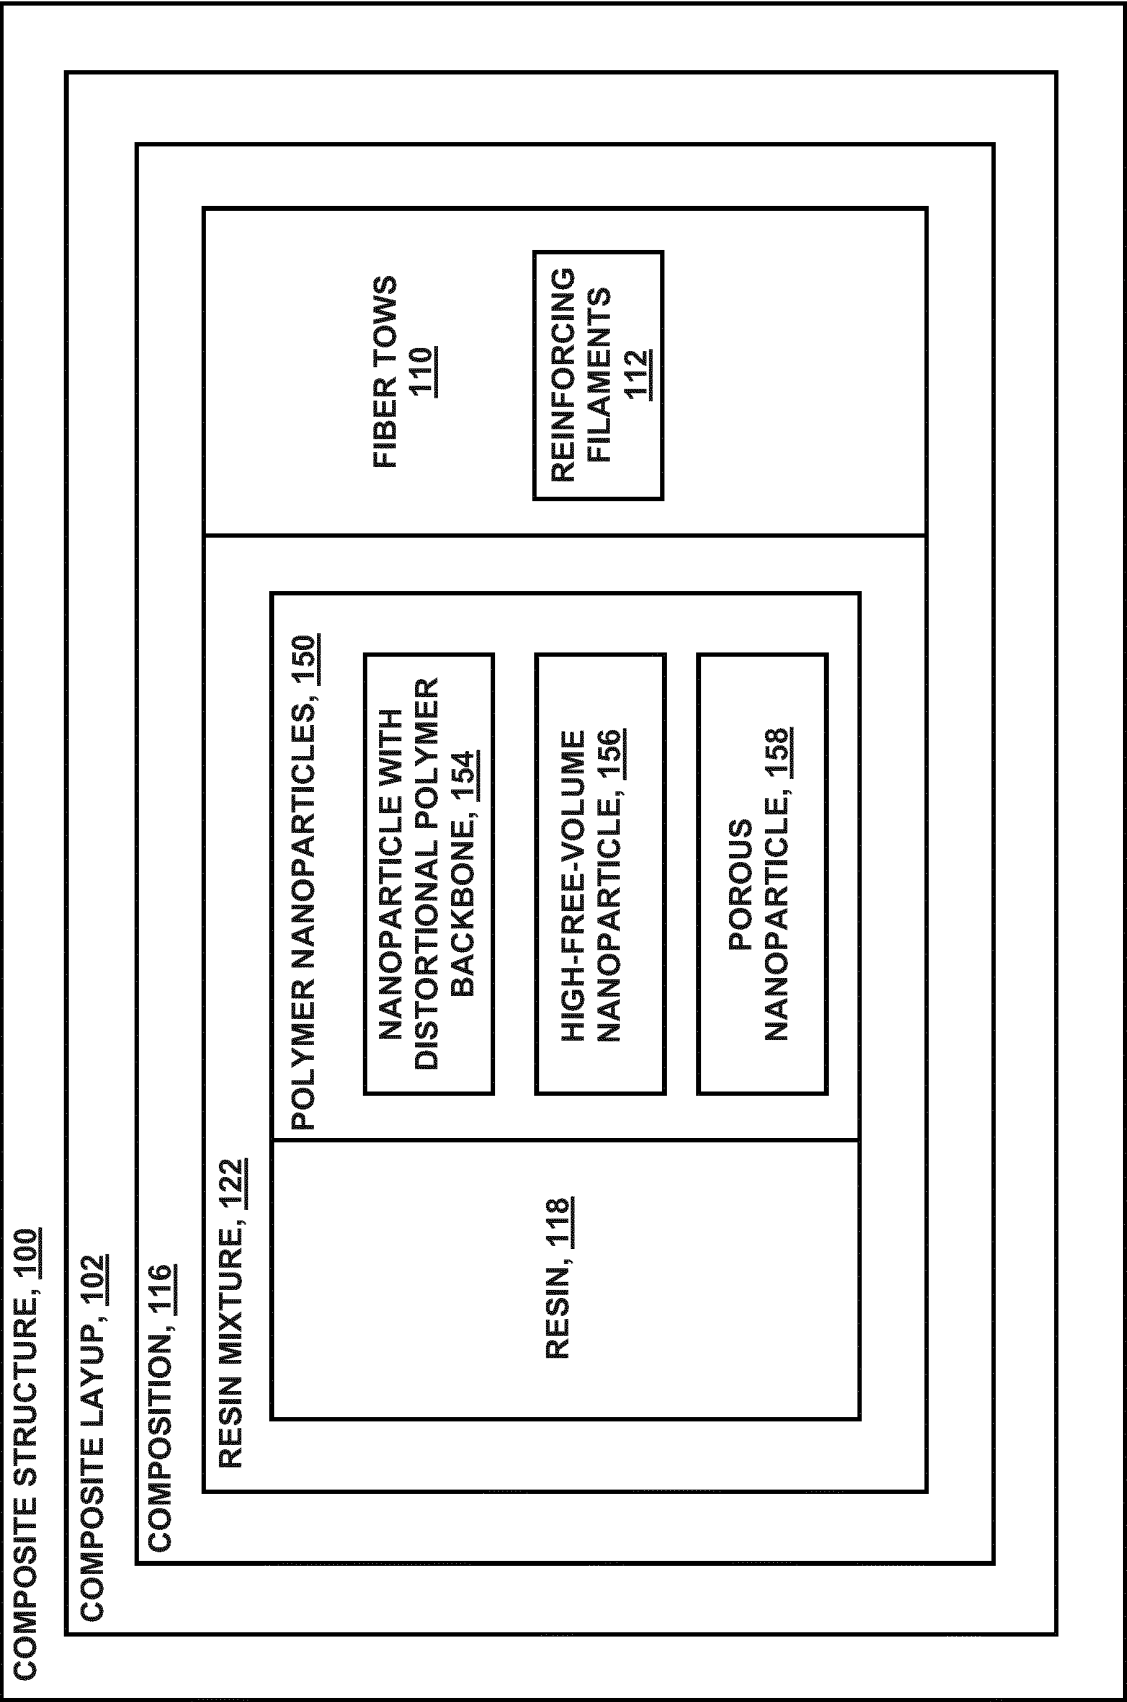 COMPOSITE STRUCTURE, 100
COMPOSITE LAYUP, 102
COMPOSITION, 116
RESIN MIXTURE, 122
RESIN, 118
POLYMER NANOPARTICLES, 150
NANOPARTICLE WITH
DISTORTIONAL POLYMER
BACKBONE, 154
HIGH-FREE-VOLUME
NANOPARTICLE, 156
POROUS
NANOPARTICLE, 158
FIBER TOWS
110
REINFORCING
FILAMENTS
112